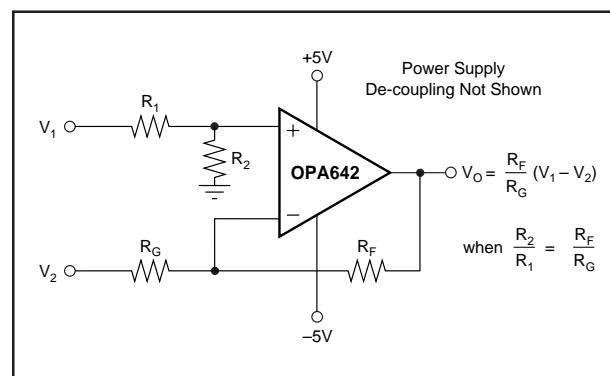 +5V
Power Supply
De-coupling Not Shown
V1
R1
+
R2
OPA642
VO = RF/RG (V1 – V2)
–
V2
RG
RF
when R2/R1 = RF/RG
–5V